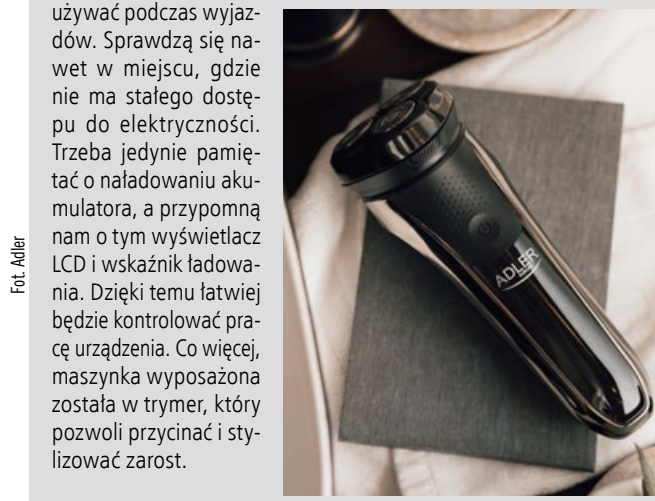 używać podczas wyjaz-
dów. Sprawdzą się na-
wet w miejscu, gdzie
nie ma stałego dostę-
pu do elektryczności.
Trzeba jedynie pamię-
tać o naładowaniu aku-
mulatora, a przypomną
nam o tym wyświetlacz
LCD i wskaźnik ładowa-
nia. Dzięki temu łatwiej
będzie kontrolować pra-
cę urządzenia. Co więcej,
maszynka wyposażona
została w trymer, który
pozwoli przycinać i sty-
lizować zarost.
Fot. Adler
ADLER